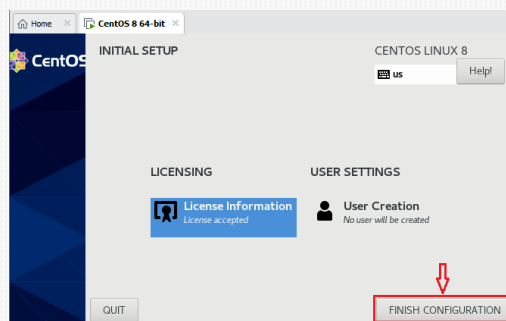 Home
CentOS 8 64-bit
CentOS
INITIAL SETUP
CENTOS LINUX 8
us
Help!
LICENSING
USER SETTINGS
License Information
License accepted
User Creation
No user will be created
QUIT
FINISH CONFIGURATION